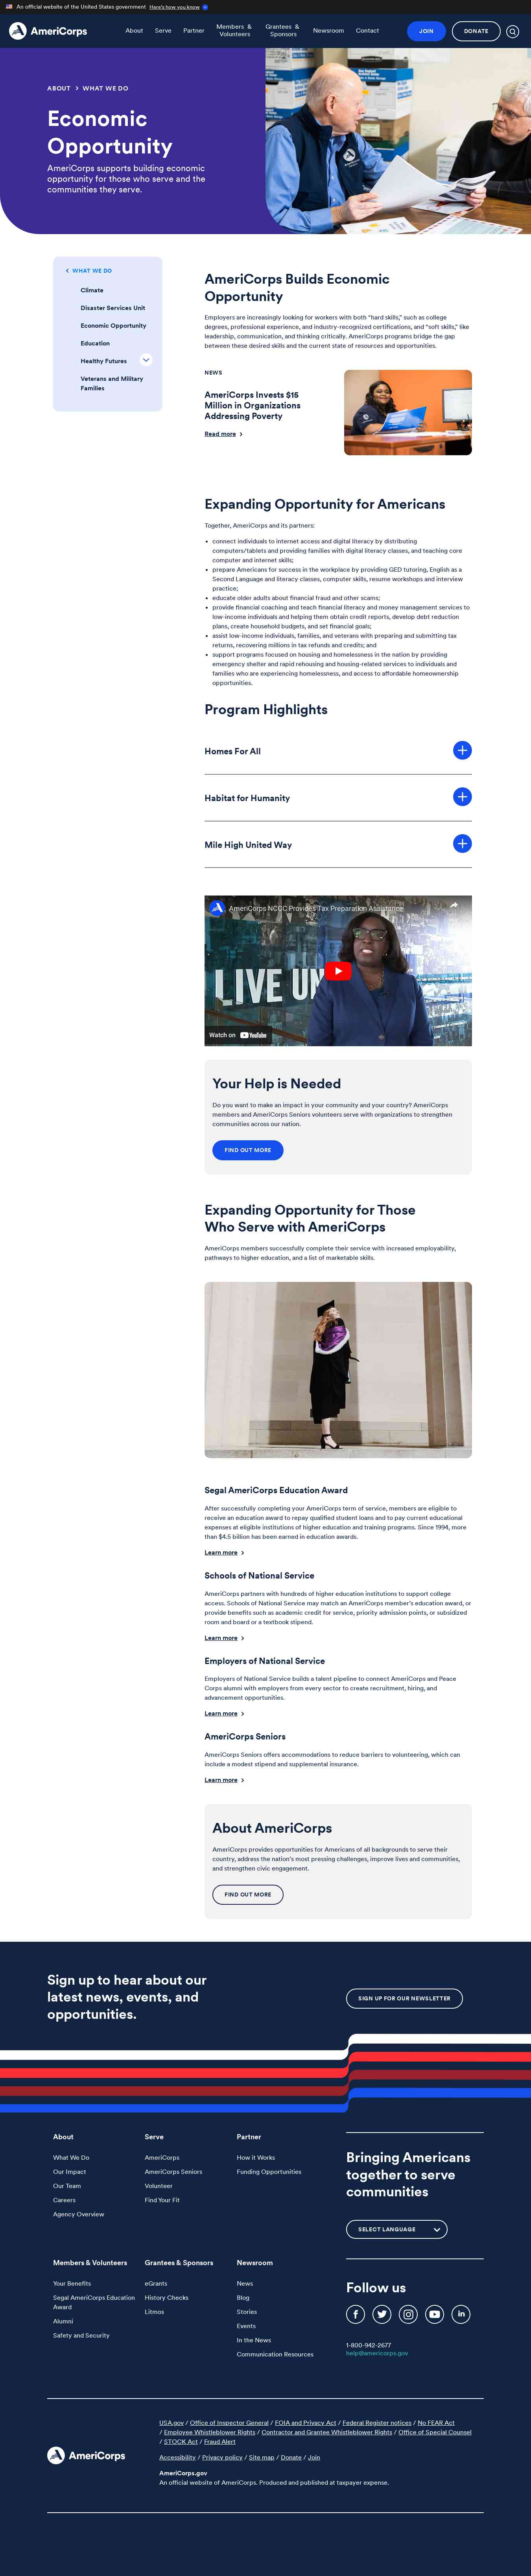 An official website of the United States government Here's how you know
AmeriCorps
About Serve Partner Members & Volunteers Grantees & Sponsors Newsroom Contact JOIN DONATE
ABOUT > WHAT WE DO
Economic
Opportunity
AmeriCorps supports building economic
opportunity for those who serve and the
communities they serve.
WHAT WE DO
Climate
Disaster Services Unit
Economic Opportunity
Education
Healthy Futures
Veterans and Military
Families
AmeriCorps Builds Economic
Opportunity
Employers are increasingly looking for workers with both “hard skills,” such as college
degrees, professional experience, and industry-recognized certifications, and “soft skills,” like
leadership, communication, and thinking critically. AmeriCorps programs bridge the gap
between these desired skills and the current state of resources and opportunities.
NEWS
AmeriCorps Invests $15
Million in Organizations
Addressing Poverty
Read more
Expanding Opportunity for Americans
Together, AmeriCorps and its partners:
• connect individuals to internet access and digital literacy by distributing
computers/tablets and providing families with digital literacy classes, and teaching core
computer and internet skills;
• prepare Americans for success in the workplace by providing GED tutoring, English as a
Second Language and literacy classes, computer skills, resume workshops and interview
practice;
• educate older adults about financial fraud and other scams;
• provide financial coaching and teach financial literacy and money management services to
low-income individuals and helping them obtain credit reports, develop debt reduction
plans, create household budgets, and set financial goals;
• assist low-income individuals, families, and veterans with preparing and submitting tax
returns, recovering millions in tax refunds and credits; and
• support programs focused on housing and homelessness in the nation by providing
emergency shelter and rapid rehousing and housing-related services to individuals and
families who are experiencing homelessness, and access to affordable homeownership
opportunities.
Program Highlights
Homes For All
Habitat for Humanity
Mile High United Way
AmeriCorps NCCC Provides Tax Preparation Assistance
LIVE UN
Watch on YouTube
Your Help is Needed
Do you want to make an impact in your community and your country? AmeriCorps
members and AmeriCorps Seniors volunteers serve with organizations to strengthen
communities across our nation.
FIND OUT MORE
Expanding Opportunity for Those
Who Serve with AmeriCorps
AmeriCorps members successfully complete their service with increased employability,
pathways to higher education, and a list of marketable skills.
Segal AmeriCorps Education Award
After successfully completing your AmeriCorps term of service, members are eligible to
receive an education award to repay qualified student loans and to pay current educational
expenses at eligible institutions of higher education and training programs. Since 1994, more
than $4.5 billion has been earned in education awards.
Learn more
Schools of National Service
AmeriCorps partners with hundreds of higher education institutions to support college
access. Schools of National Service may match an AmeriCorps member's education award, or
provide benefits such as academic credit for service, priority admission points, or subsidized
room and board or a textbook stipend.
Learn more
Employers of National Service
Employers of National Service builds a talent pipeline to connect AmeriCorps and Peace
Corps alumni with employers from every sector to create recruitment, hiring, and
advancement opportunities.
Learn more
AmeriCorps Seniors
AmeriCorps Seniors offers accommodations to reduce barriers to volunteering, which can
include a modest stipend and supplemental insurance.
Learn more
About AmeriCorps
AmeriCorps provides opportunities for Americans of all backgrounds to serve their
country, address the nation's most pressing challenges, improve lives and communities,
and strengthen civic engagement.
FIND OUT MORE
Sign up to hear about our
latest news, events, and
opportunities.
SIGN UP FOR OUR NEWSLETTER
About
What We Do
Our Impact
Our Team
Careers
Agency Overview
Serve
AmeriCorps
AmeriCorps Seniors
Volunteer
Find Your Fit
Partner
How it Works
Funding Opportunities
Bringing Americans
together to serve
communities
SELECT LANGUAGE
Members & Volunteers
Your Benefits
Segal AmeriCorps Education
Award
Alumni
Safety and Security
Grantees & Sponsors
eGrants
History Checks
Litmos
Newsroom
News
Blog
Stories
Events
In the News
Communication Resources
Follow us
1-800-942-2677
help@americorps.gov
AmeriCorps
USA.gov / Office of Inspector General / FOIA and Privacy Act / Federal Register notices / No FEAR Act
/ Employee Whistleblower Rights / Contractor and Grantee Whistleblower Rights / Office of Special Counsel
/ STOCK Act / Fraud Alert
Accessibility / Privacy policy / Site map / Donate / Join
AmeriCorps.gov
An official website of AmeriCorps. Produced and published at taxpayer expense.